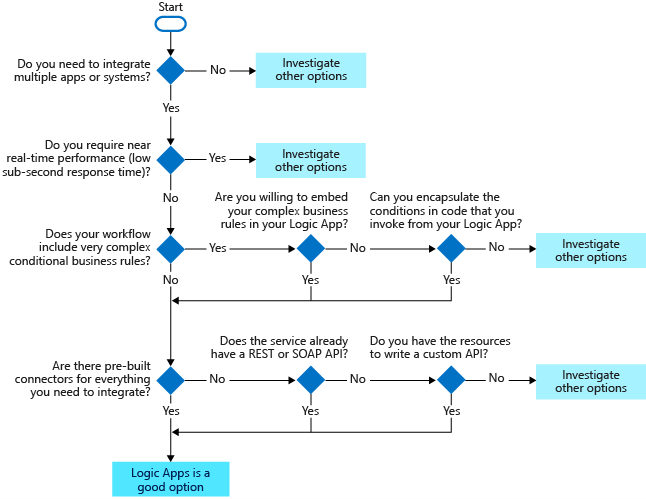 Start
Do you need to integrate
multiple apps or systems?
No
Investigate
other options
Yes
Do you require near
real-time performance (low
sub-second response time)?
Yes
Investigate
other options
No
Does your workflow
include very complex
conditional business rules?
Yes
Are you willing to embed
your complex business
rules in your Logic App?
No
Can you encapsulate the
conditions in code that you
invoke from your Logic App?
No
Investigate
other options
No
Yes
Yes
Are there pre-built
connectors for everything
you need to integrate?
No
Does the service already
have a REST or SOAP API?
No
Do you have the resources
to write a custom API?
No
Investigate
other options
Yes
Yes
Yes
Logic Apps is a
good option